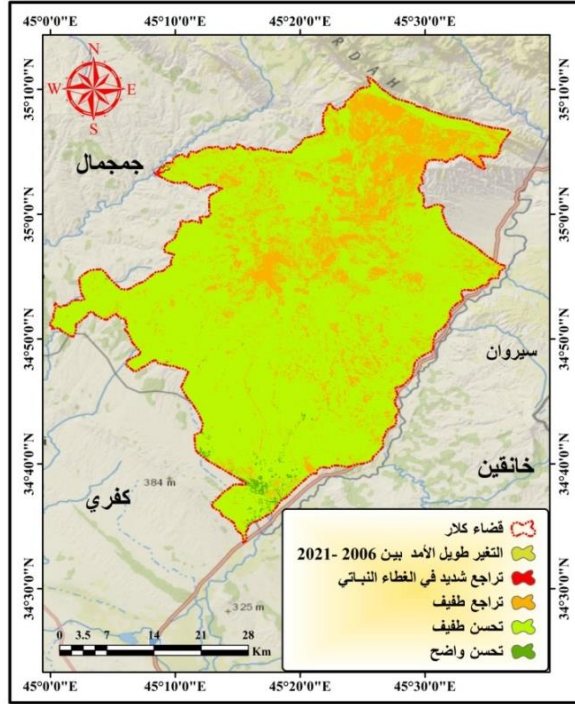 45°0'0"E 45°10'0"E 45°20'0"E 45°30'0"E
35°10'0"N
35°0'0"N
34°50'0"N
34°40'0"N
34°30'0"N
N
W E
S
RDAH
جمجمال
سيروان
خانقين
كفري
384 m
325 m
قضاء كلار
التغير طويل الأمد بين 2006 -2021
تراجع شديد في الغطاء النباتي
تراجع طفيف
تحسن طفيف
تحسن واضح
0 3.5 7 14 21 28
Km
35°10'0"N
35°0'0"N
34°50'0"N
34°40'0"N
34°30'0"N
45°0'0"E 45°10'0"E 45°20'0"E 45°30'0"E